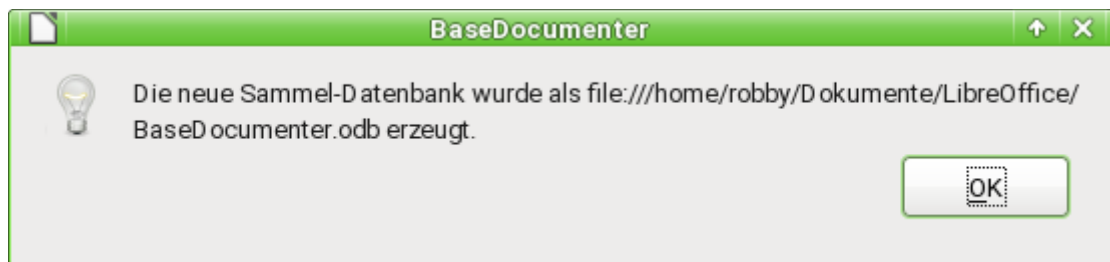 BaseDocumenter
Die neue Sammel-Datenbank wurde als file:///home/robby/Dokumente/LibreOffice/
BaseDocumenter.odb erzeugt.
OK